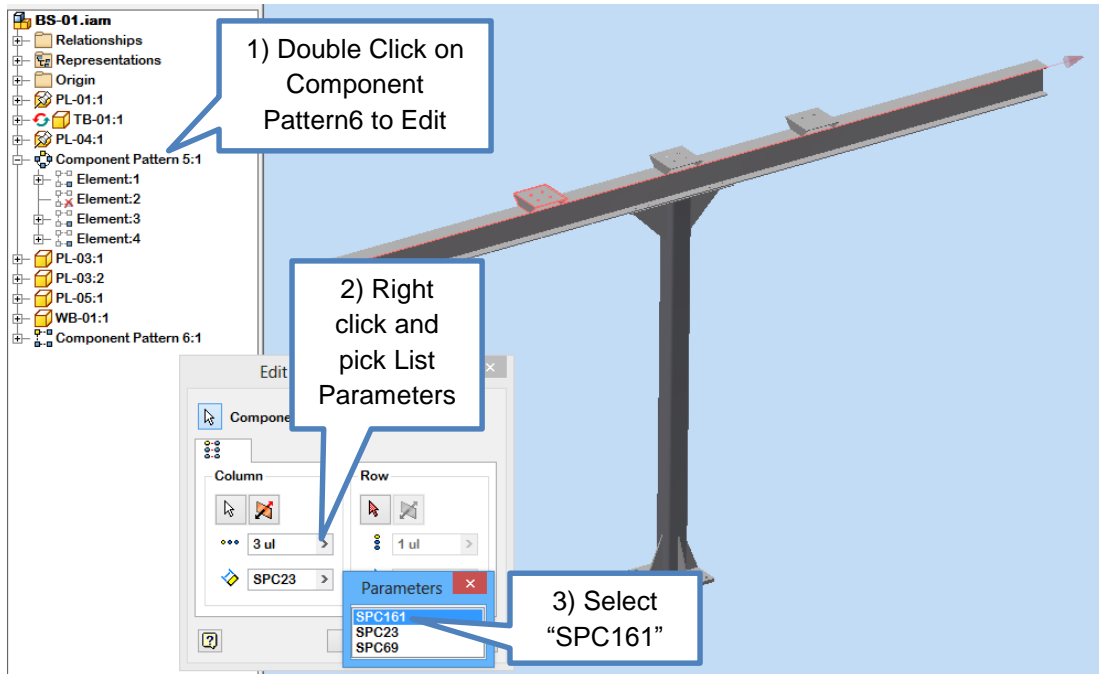 BS-01.iam
Relationships
Representations
Origin
PL-01:1
TB-01:1
PL-04:1
Component Pattern 5:1
Element:1
Element:2
Element:3
Element:4
PL-03:1
PL-03:2
PL-05:1
WB-01:1
Component Pattern 6:1
1) Double Click on
Component
Pattern6 to Edit
2) Right
click and
pick List
Parameters
Edit
Column
Row
3 ul
1 ul
SPC23
Parameters
SPC161
SPC23
SPC69
3) Select
“SPC161”